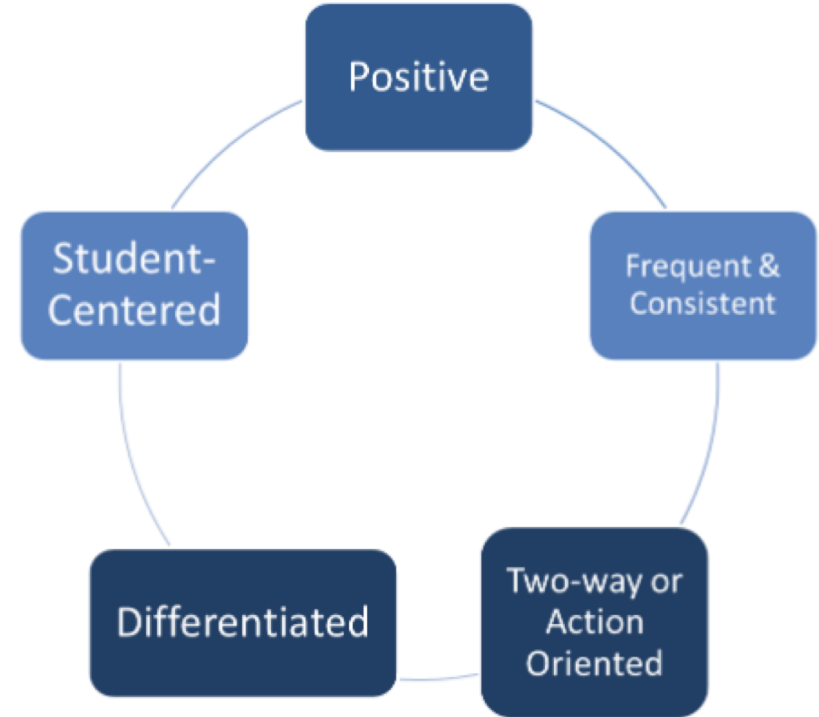 Positive
Frequent &
Consistent
Two-way or
Action
Oriented
Differentiated
Student-
Centered